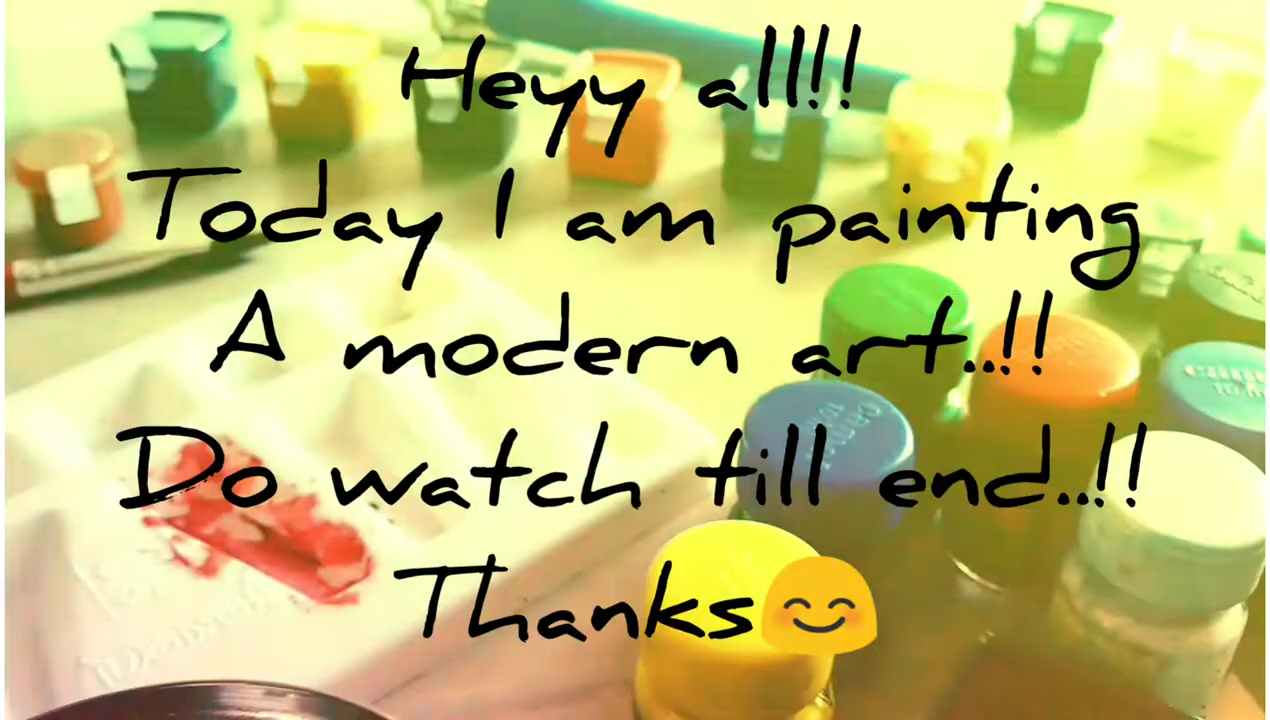 Heyy all!!!
Today I am painting
A modern art..!!
Do watch till end..!!
Thanks😊